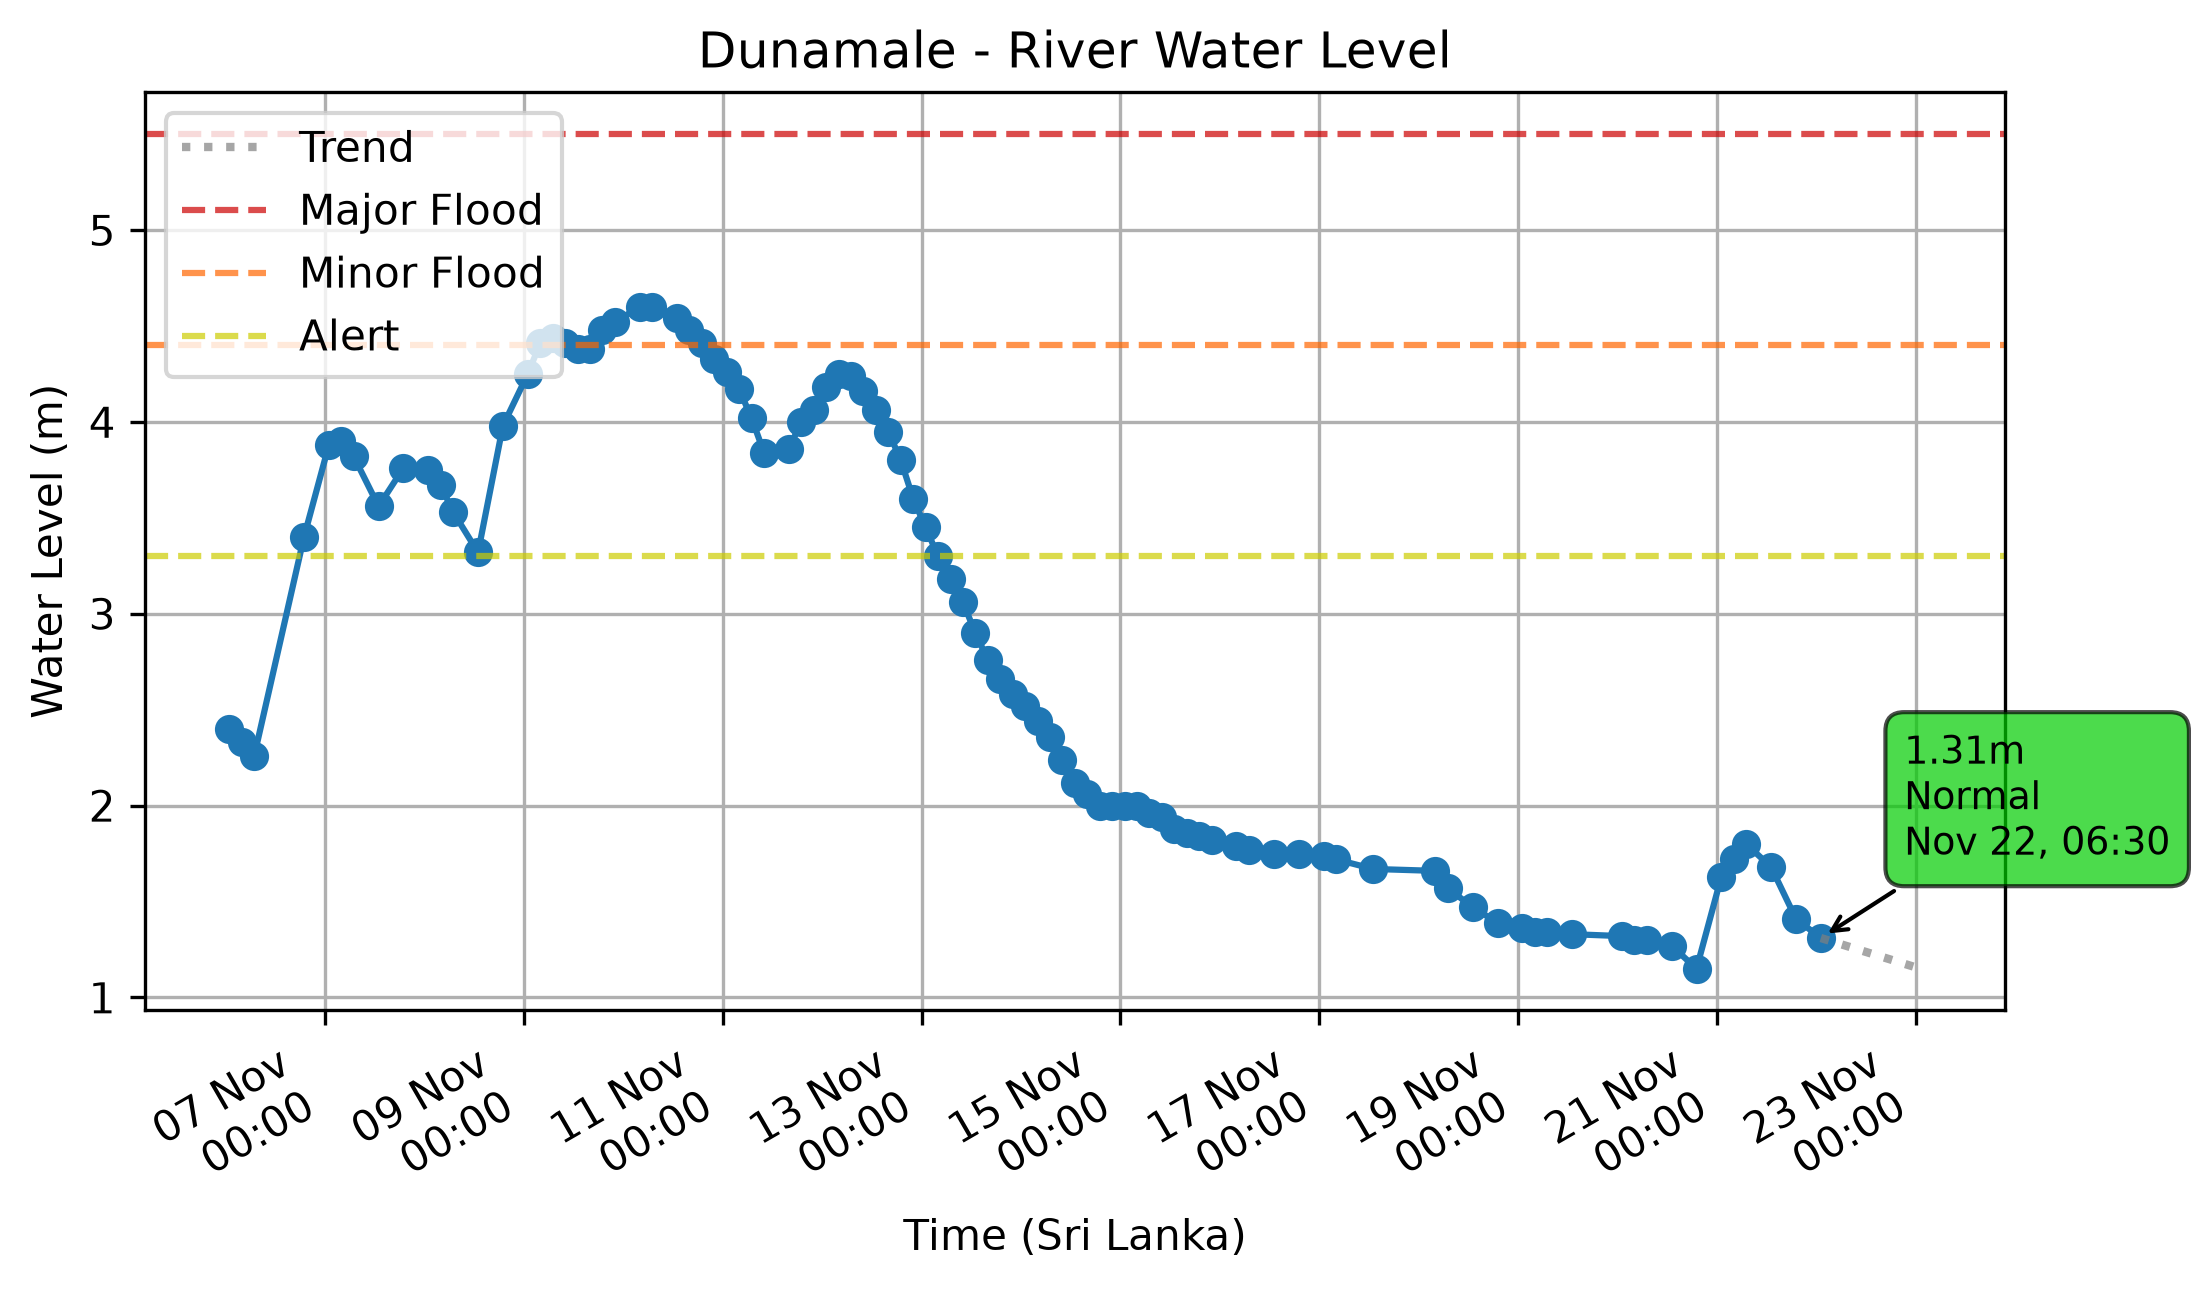 Dunamale - River Water Level
Trend
Major Flood
Minor Flood
Alert
Water Level (m)
5
4
3
2
1
1.31m
Normal
Nov 22, 06:30
07 Nov
00:00
09 Nov
00:00
11 Nov
00:00
13 Nov
00:00
15 Nov
00:00
17 Nov
00:00
19 Nov
00:00
21 Nov
00:00
23 Nov
00:00
Time (Sri Lanka)